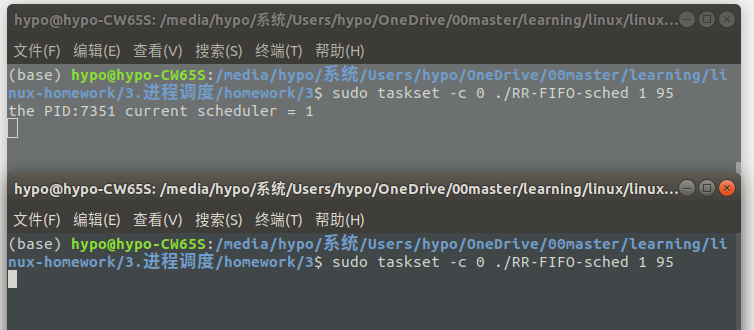 hypo@hypo-CW65S: /media/hypo/系统/Users/hypo/OneDrive/00master/learning/linux/linux...
文件(F) 编辑(E) 查看(V) 搜索(S) 终端(T) 帮助(H)
(base) hypo@hypo-CW65S:/media/hypo/系统/Users/hypo/OneDrive/00master/learning/li
nux-homework/3.进程调度/homework/3$ sudo taskset -c 0 ./RR-FIFO-sched 1 95
the PID:7351 current scheduler = 1
hypo@hypo-CW65S: /media/hypo/系统/Users/hypo/OneDrive/00master/learning/linux/linux...
文件(F) 编辑(E) 查看(V) 搜索(S) 终端(T) 帮助(H)
(base) hypo@hypo-CW65S:/media/hypo/系统/Users/hypo/OneDrive/00master/learning/li
nux-homework/3.进程调度/homework/3$ sudo taskset -c 0 ./RR-FIFO-sched 1 95